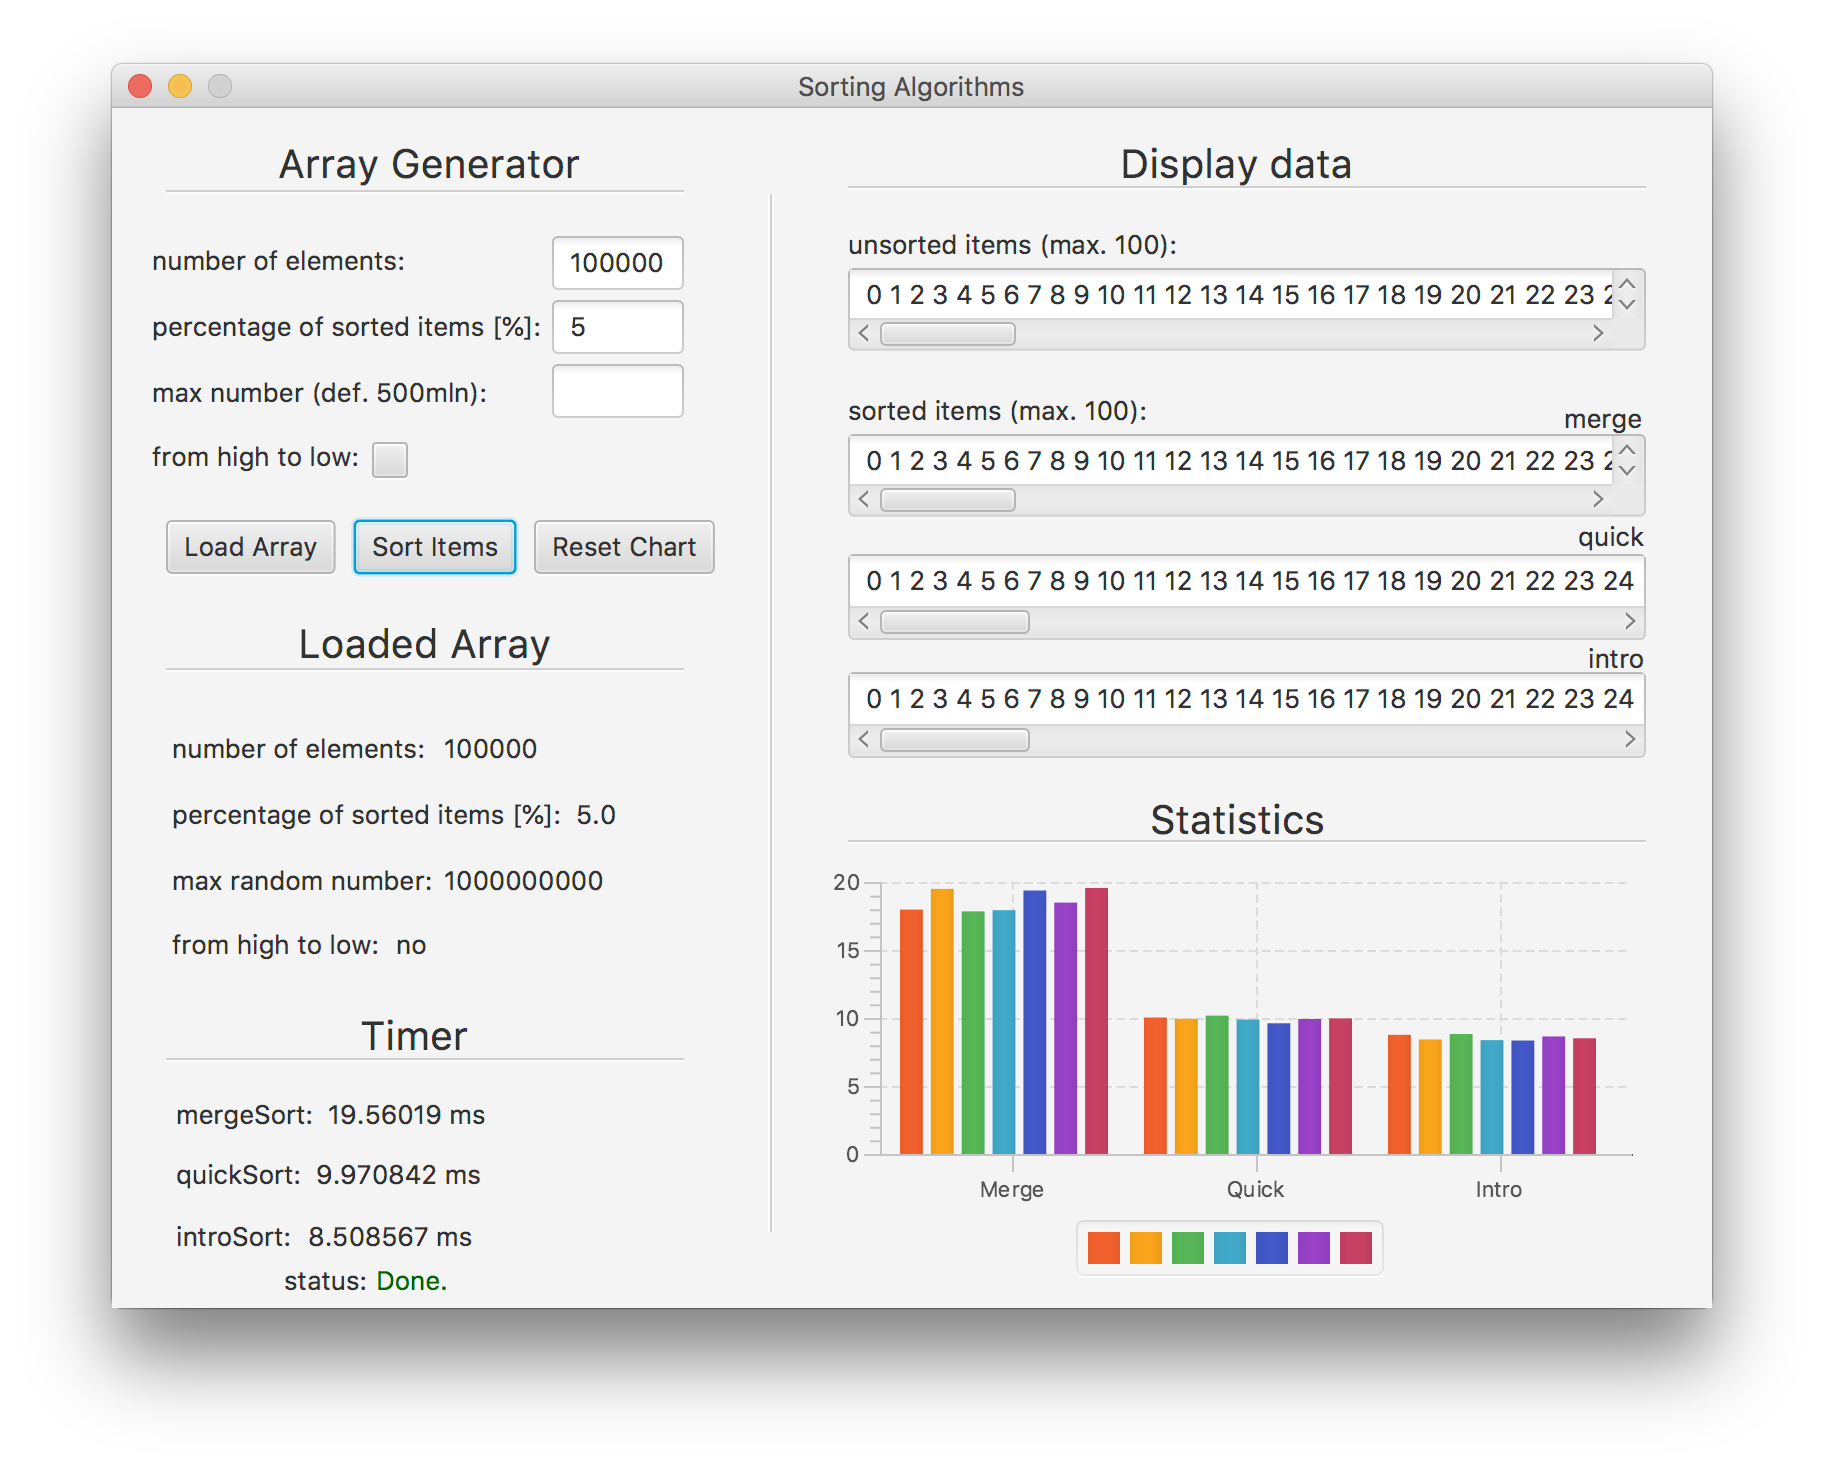 Sorting Algorithms
Array Generator
number of elements: 100000
percentage of sorted items [%]: 5
max number (def. 500mln):
from high to low:
Load Array Sort Items Reset Chart
Loaded Array
number of elements: 100000
percentage of sorted items [%]: 5.0
max random number: 1000000000
from high to low: no
Timer
mergeSort: 19.56019 ms
quickSort: 9.970842 ms
introSort: 8.508567 ms
status: Done.
Display data
unsorted items (max. 100):
0 1 2 3 4 5 6 7 8 9 10 11 12 13 14 15 16 17 18 19 20 21 22 23
sorted items (max. 100):
merge
0 1 2 3 4 5 6 7 8 9 10 11 12 13 14 15 16 17 18 19 20 21 22 23
quick
0 1 2 3 4 5 6 7 8 9 10 11 12 13 14 15 16 17 18 19 20 21 22 23 24
intro
0 1 2 3 4 5 6 7 8 9 10 11 12 13 14 15 16 17 18 19 20 21 22 23 24
Statistics
20
15
10
5
0
Merge Quick Intro